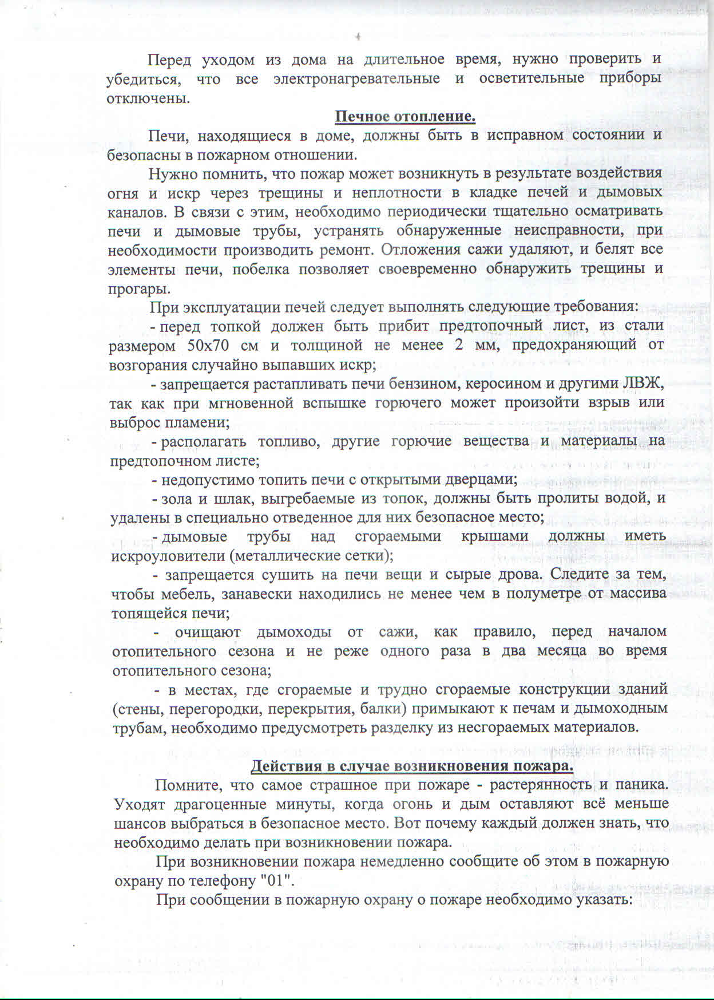 4
Перед уходом из дома на длительное время, нужно проверить и
убедиться, что все электронагревательные и осветительные приборы
отключены.
Печное отопление.
Печи, находящиеся в доме, должны быть в исправном состоянии и
безопасны в пожарном отношении.
Нужно помнить, что пожар может возникнуть в результате воздействия
огня и искр через трещины и неплотности в кладке печей и дымовых
каналов. В связи с этим, необходимо периодически тщательно осматривать
печи и дымовые трубы, устранять обнаруженные неисправности, при
необходимости производить ремонт. Отложения сажи удаляют, и белят все
элементы печи, побелка позволяет своевременно обнаружить трещины и
прогары.
При эксплуатации печей следует выполнять следующие требования:
- перед топкой должен быть прибит предтопочный лист, из стали
размером 50х70 см и толщиной не менее 2 мм, предохраняющий от
возгорания случайно выпавших искр;
- запрещается растапливать печи бензином, керосином и другими ЛВЖ,
так как при мгновенной вспышке горючего может произойти взрыв или
выброс пламени;
- располагать топливо, другие горючие вещества и материалы на
предтопочном листе;
- недопустимо топить печи с открытыми дверцами;
- зола и шлак, выгребаемые из топок, должны быть пролиты водой, и
удалены в специально отведенное для них безопасное место;
- дымовые трубы над сгораемыми крышами должны иметь
искроуловители (металлические сетки);
- запрещается сушить на печи вещи и сырые дрова. Следите за тем,
чтобы мебель, занавески находились не менее чем в полуметре от массива
топящейся печи;
- очищают дымоходы от сажи, как правило, перед началом
отопительного сезона и не реже одного раза в два месяца во время
отопительного сезона;
- в местах, где сгораемые и трудно сгораемые конструкции зданий
(стены, перегородки, перекрытия, балки) примыкают к печам и дымоходным
трубам, необходимо предусмотреть разделку из несгораемых материалов.
Действия в случае возникновения пожара.
Помните, что самое страшное при пожаре - растерянность и паника.
Уходят драгоценные минуты, когда огонь и дым оставляют всё меньше
шансов выбраться в безопасное место. Вот почему каждый должен знать, что
необходимо делать при возникновении пожара.
При возникновении пожара немедленно сообщите об этом в пожарную
охрану по телефону "01".
При сообщении в пожарную охрану о пожаре необходимо указать: